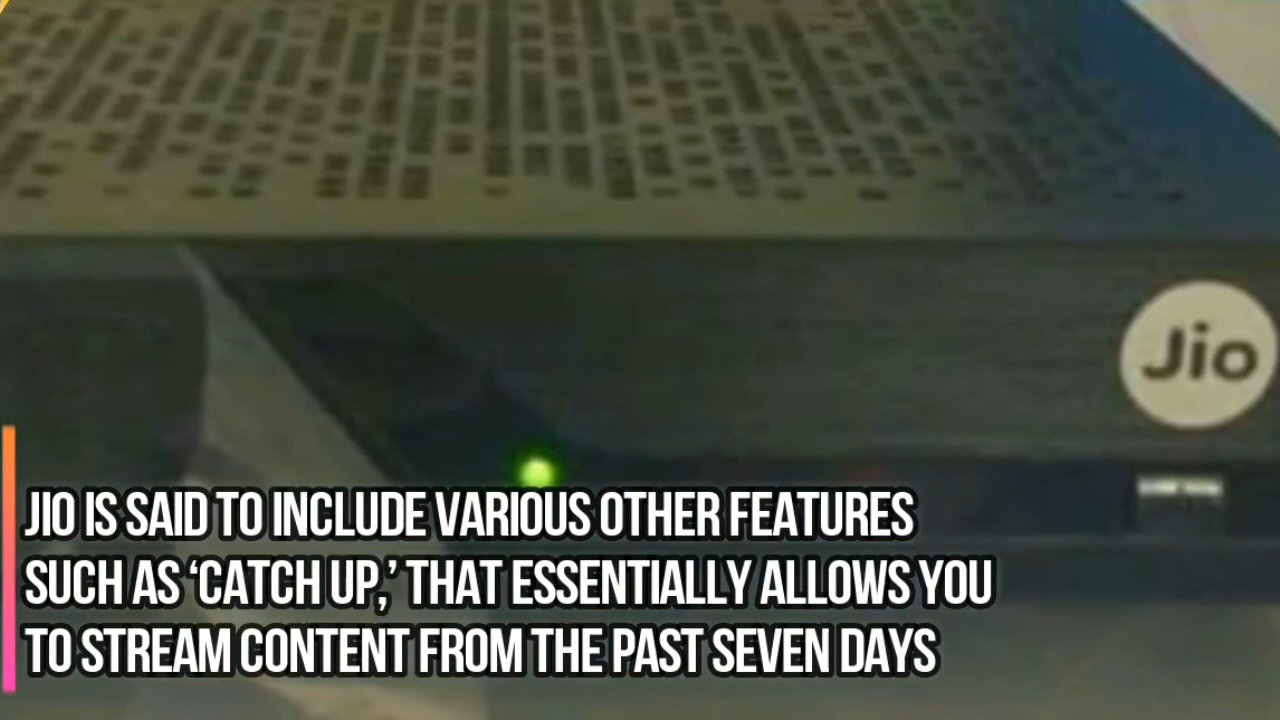 Jio
JIO IS SAID TO INCLUDE VARIOUS OTHER FEATURES
SUCH AS ‘CATCH UP,’ THAT ESSENTIALLY ALLOWS YOU
TO STREAM CONTENT FROM THE PAST SEVEN DAYS